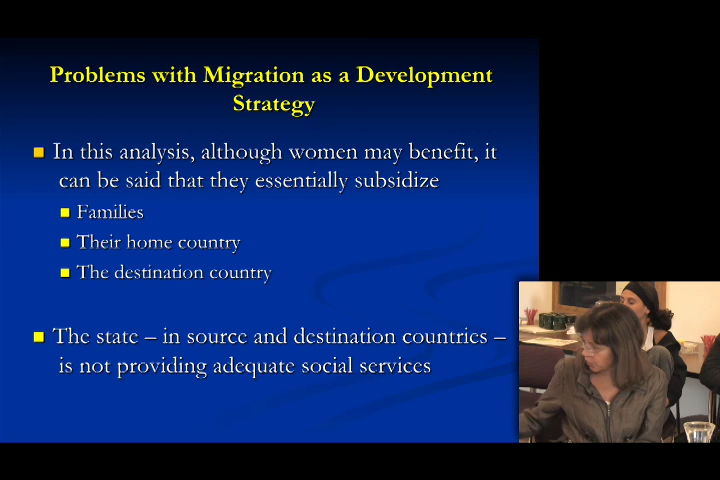 Problems with Migration as a Development
Strategy
In this analysis, although women may benefit, it
can be said that they essentially subsidize
Families
Their home country
The destination country
The state – in source and destination countries –
is not providing adequate social services